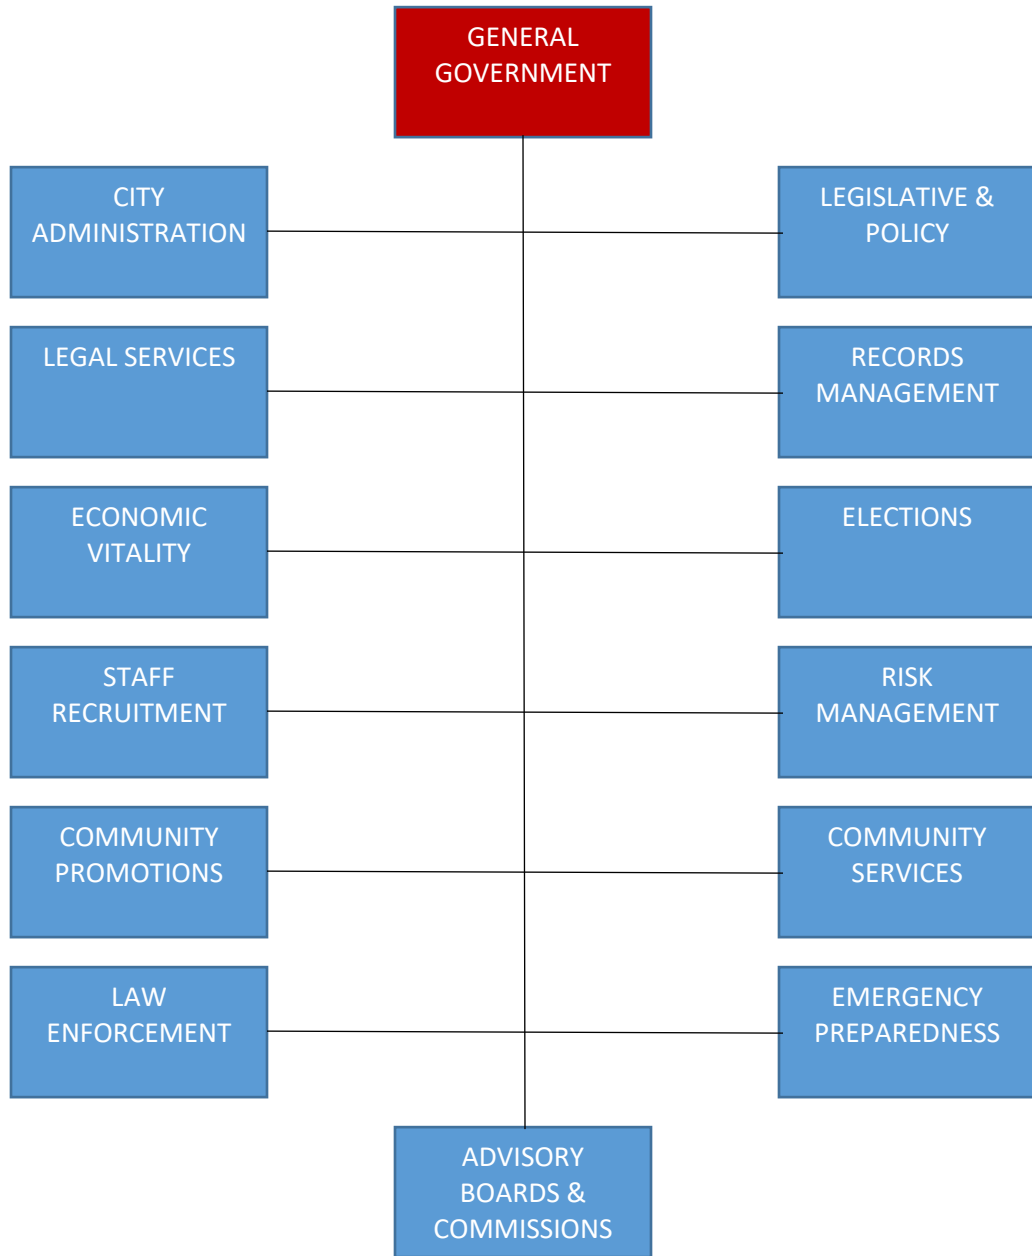 GENERAL
GOVERNMENT
CITY
ADMINISTRATION
LEGISLATIVE &
POLICY
LEGAL SERVICES
RECORDS
MANAGEMENT
ECONOMIC
VITALITY
ELECTIONS
STAFF
RECRUITMENT
RISK
MANAGEMENT
COMMUNITY
PROMOTIONS
COMMUNITY
SERVICES
LAW
ENFORCEMENT
EMERGENCY
PREPAREDNESS
ADVISORY
BOARDS &
COMMISSIONS